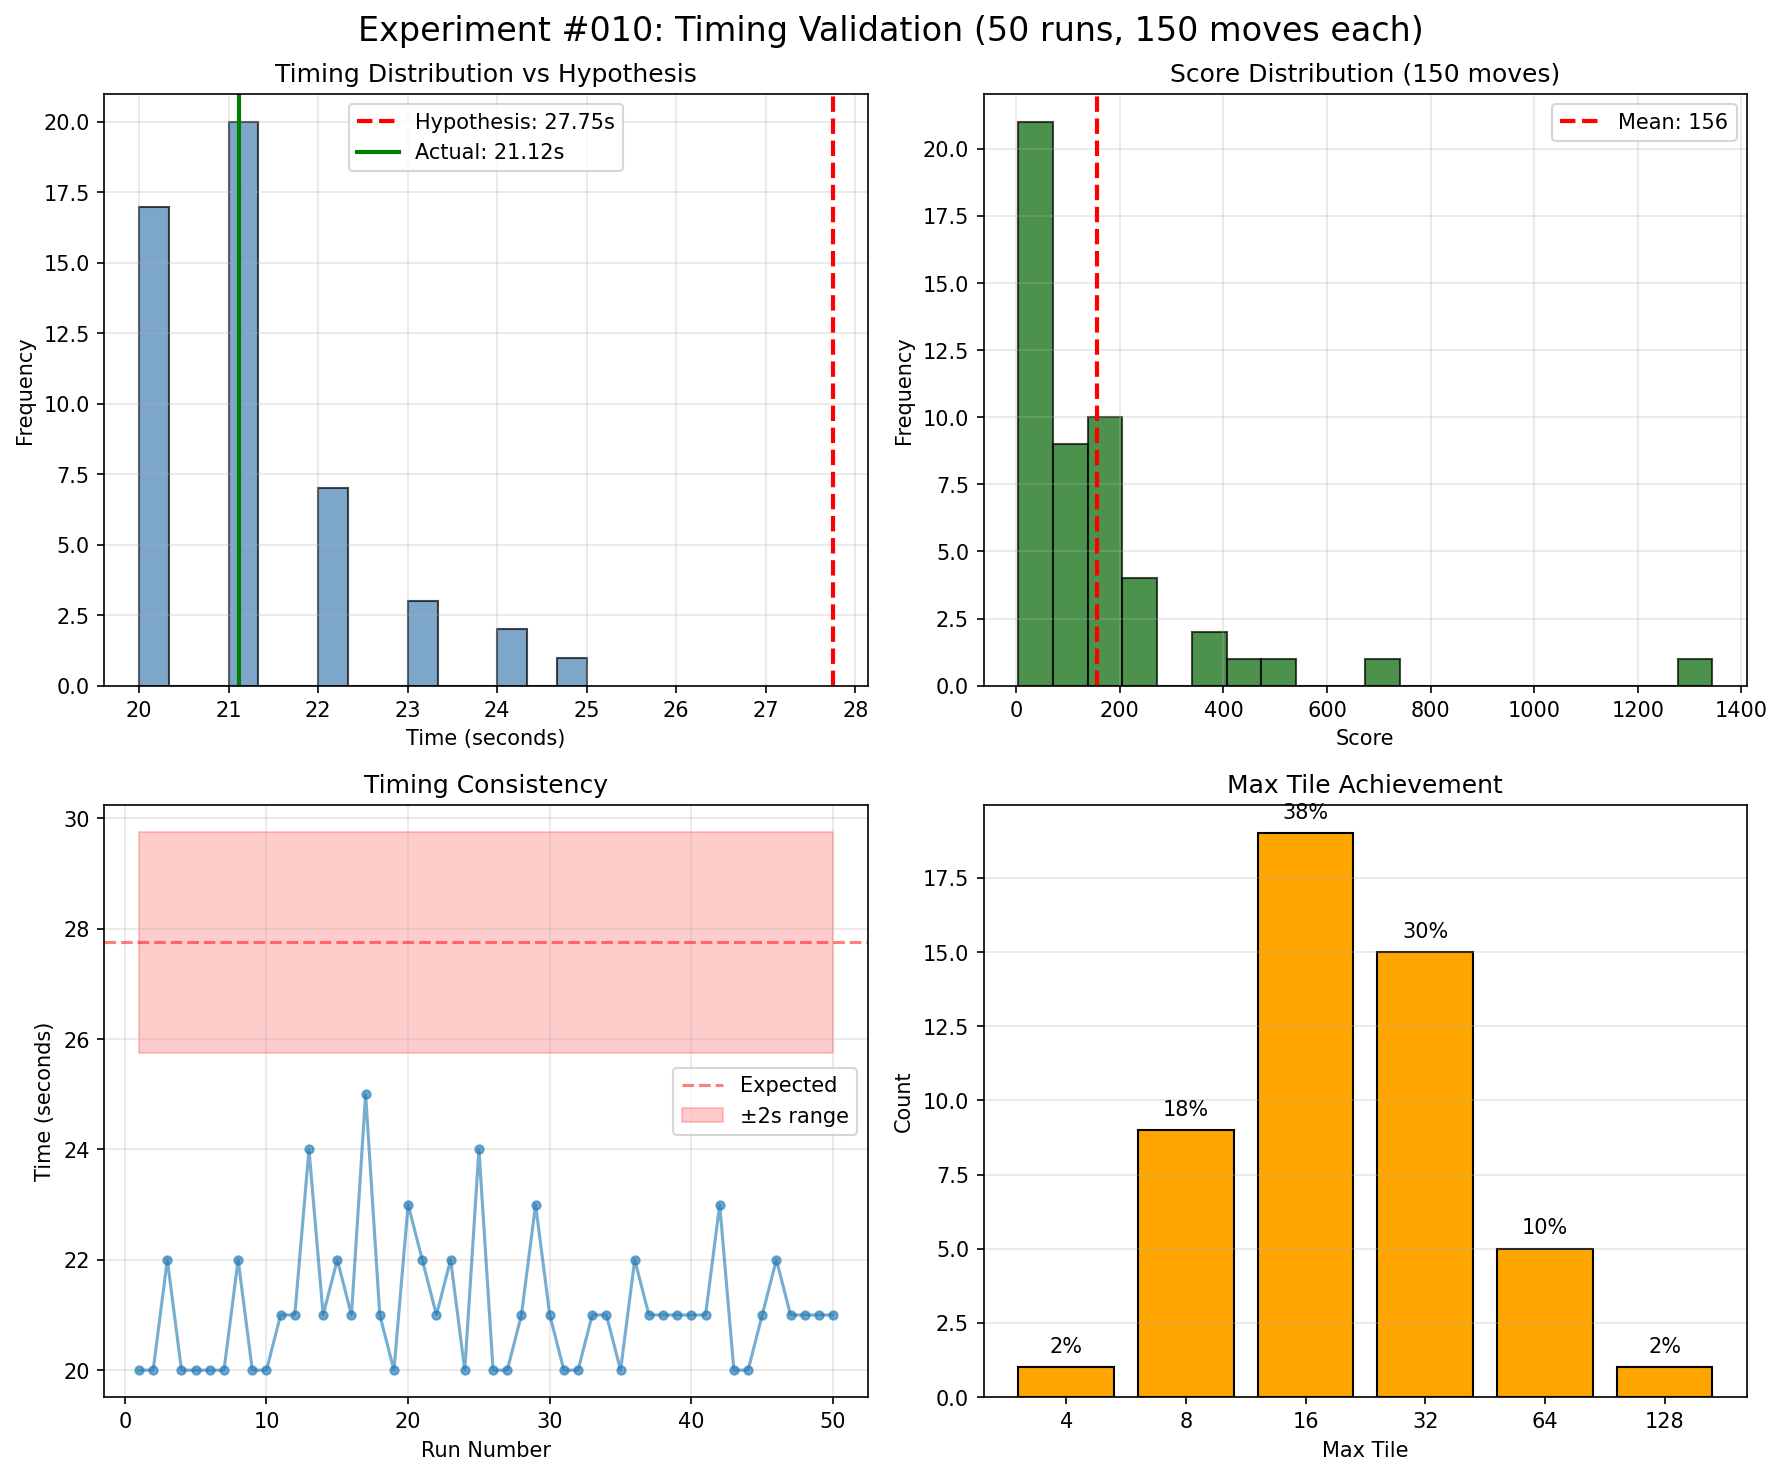 Experiment #010: Timing Validation (50 runs, 150 moves each)
Timing Distribution vs Hypothesis
Hypothesis: 27.75s
Actual: 21.12s
20.0
17.5
15.0
12.5
10.0
7.5
5.0
2.5
0.0
Frequency
20 21 22 23 24 25 26 27 28
Time (seconds)
Score Distribution (150 moves)
Mean: 156
20.0
17.5
15.0
12.5
10.0
7.5
5.0
2.5
0.0
Frequency
0 200 400 600 800 1000 1200 1400
Score
Timing Consistency
30
28
26
24
22
20
Time (seconds)
Expected
±2s range
0 10 20 30 40 50
Run Number
Max Tile Achievement
38%
30%
18%
10%
2%
2%
17.5
15.0
12.5
10.0
7.5
5.0
2.5
0.0
Count
4 8 16 32 64 128
Max Tile